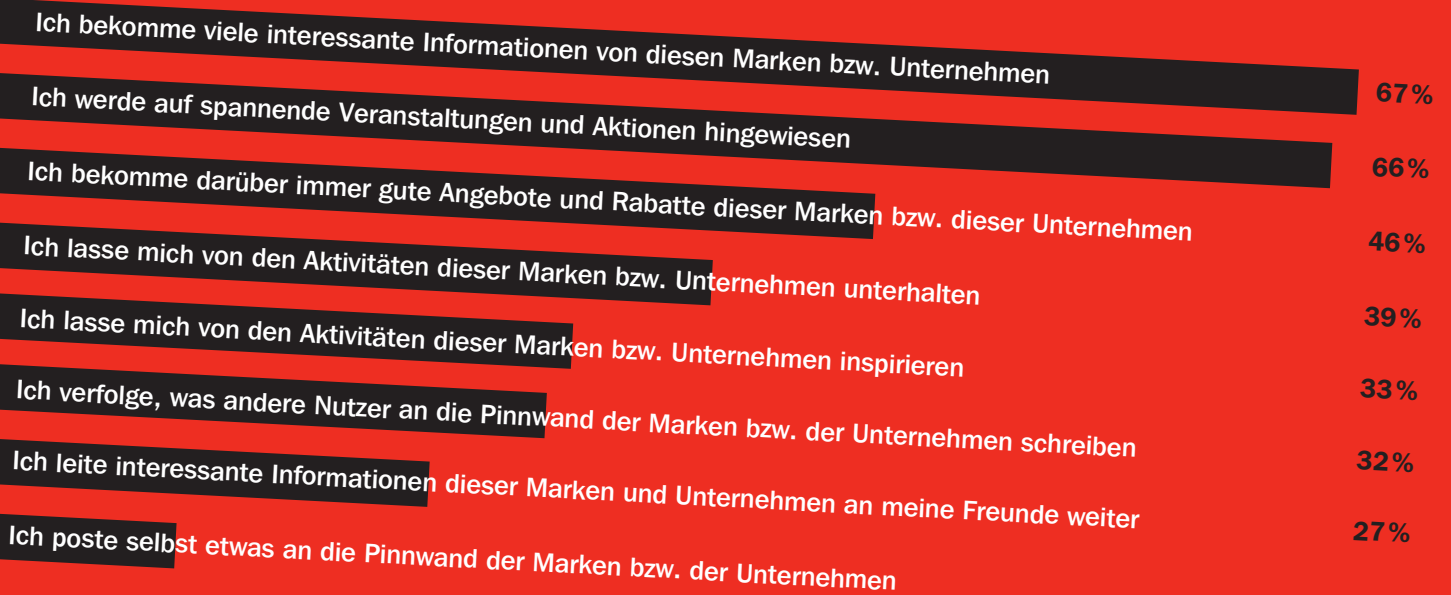 Ich bekomme viele interessante Informationen von diesen Marken bzw. Unternehmen 67%
Ich werde auf spannende Veranstaltungen und Aktionen hingewiesen 66%
Ich bekomme darüber immer gute Angebote und Rabatte dieser Marken bzw. dieser Unternehmen 46%
Ich lasse mich von den Aktivitäten dieser Marken bzw. Unternehmen unterhalten 39%
Ich lasse mich von den Aktivitäten dieser Marken bzw. Unternehmen inspirieren 33%
Ich verfolge, was andere Nutzer an die Pinnwand der Marken bzw. der Unternehmen schreiben 32%
Ich leite interessante Informationen dieser Marken und Unternehmen an meine Freunde weiter 27%
Ich poste selbst etwas an die Pinnwand der Marken bzw. der Unternehmen